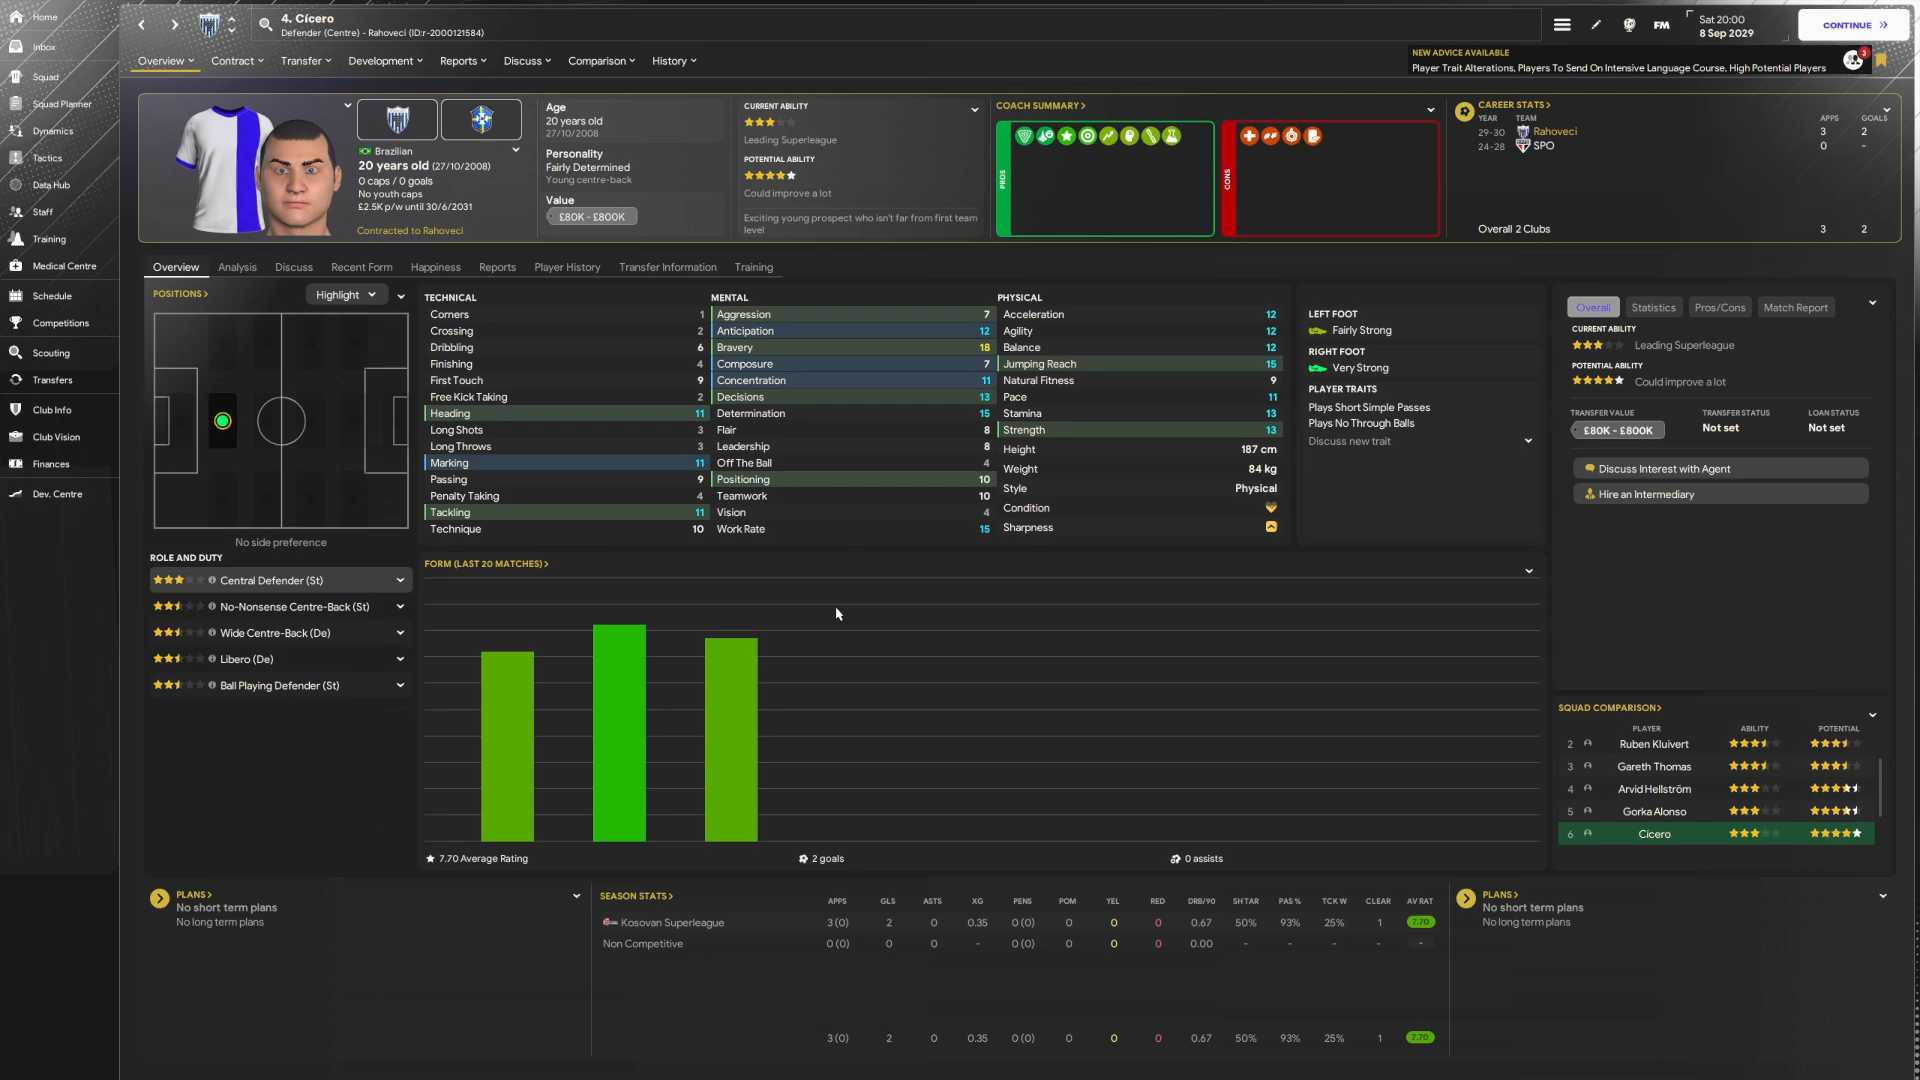 Home
Inbox
Squad
Squad Planner
Dynamics
Tactics
Data Hub
Staff
Training
Medical Centre
Schedule
Competitions
Scouting
Transfers
Club Info
Club Vision
Finances
Dev. Centre
4. Cícero
Defender (Centre) - Rahoveci (ID:r-2000121584)
FM
Sat 20:00
8 Sep 2029
CONTINUE
Overview
Contract
Transfer
Development
Reports
Discuss
Comparison
History
NEW ADVICE AVAILABLE
Player Trait Alterations, Players To Send On Intensive Language Course, High Potential Players
3
Brazilian
20 years old (27/10/2008)
0 caps / 0 goals
No youth caps
£2.5K p/w until 30/6/2031
Contracted to Rahoveci
Age
20 years old
27/10/2008
Personality
Fairly Determined
Young centre-back
Value
£80K - £800K
CURRENT ABILITY
Leading Superleague
POTENTIAL ABILITY
Could improve a lot
Exciting young prospect who isn't far from first team
level
COACH SUMMARY>
PROS
CONS
CAREER STATS>
YEAR TEAM APPS GOALS
29-30 Rahoveci 3 2
24-28 SPO 0 -
Overall 2 Clubs 3 2
Overview
Analysis
Discuss
Recent Form
Happiness
Reports
Player History
Transfer Information
Training
POSITIONS>
Highlight
No side preference
ROLE AND DUTY
Central Defender (St)
No-Nonsense Centre-Back (St)
Wide Centre-Back (De)
Libero (De)
Ball Playing Defender (St)
TECHNICAL
Corners 1
Crossing 2
Dribbling 6
Finishing 4
First Touch 9
Free Kick Taking 2
Heading 11
Long Shots 3
Long Throws 3
Marking 11
Passing 9
Penalty Taking 4
Tackling 11
Technique 10
MENTAL
Aggression 7
Anticipation 12
Bravery 18
Composure 7
Concentration 11
Decisions 13
Determination 15
Flair 8
Leadership 8
Off The Ball 4
Positioning 10
Teamwork 10
Vision 4
Work Rate 15
PHYSICAL
Acceleration 12
Agility 12
Balance 12
Jumping Reach 15
Natural Fitness 9
Pace 11
Stamina 13
Strength 13
Height 187 cm
Weight 84 kg
Style Physical
Condition
Sharpness
LEFT FOOT
Fairly Strong
RIGHT FOOT
Very Strong
PLAYER TRAITS
Plays Short Simple Passes
Plays No Through Balls
Discuss new trait
Overall
Statistics
Pros/Cons
Match Report
CURRENT ABILITY
Leading Superleague
POTENTIAL ABILITY
Could improve a lot
TRANSFER VALUE TRANSFER STATUS LOAN STATUS
£80K - £800K Not set Not set
Discuss Interest with Agent
Hire an Intermediary
FORM (LAST 20 MATCHES)>
7.70 Average Rating
2 goals
0 assists
SQUAD COMPARISON>
PLAYER ABILITY POTENTIAL
2 Ruben Kluivert
3 Gareth Thomas
4 Arvid Hellström
5 Gorka Alonso
6 Cícero
PLANS>
No short term plans
No long term plans
SEASON STATS> APPS GLS ASTS XG PENS POM YEL RED DRB/90 SH TAR PAS % TCK W CLEAR AV RAT
Kosovan Superleague 3 (0) 2 0 0.35 0 (0) 0 0 0 0.67 50% 93% 25% 1 7.70
Non Competitive 0 (0) 0 0 - 0 (0) 0 0 0 0.00 - - - - -
3 (0) 2 0 0.35 0 (0) 0 0 0 0.67 50% 93% 25% 1 7.70
PLANS>
No short term plans
No long term plans